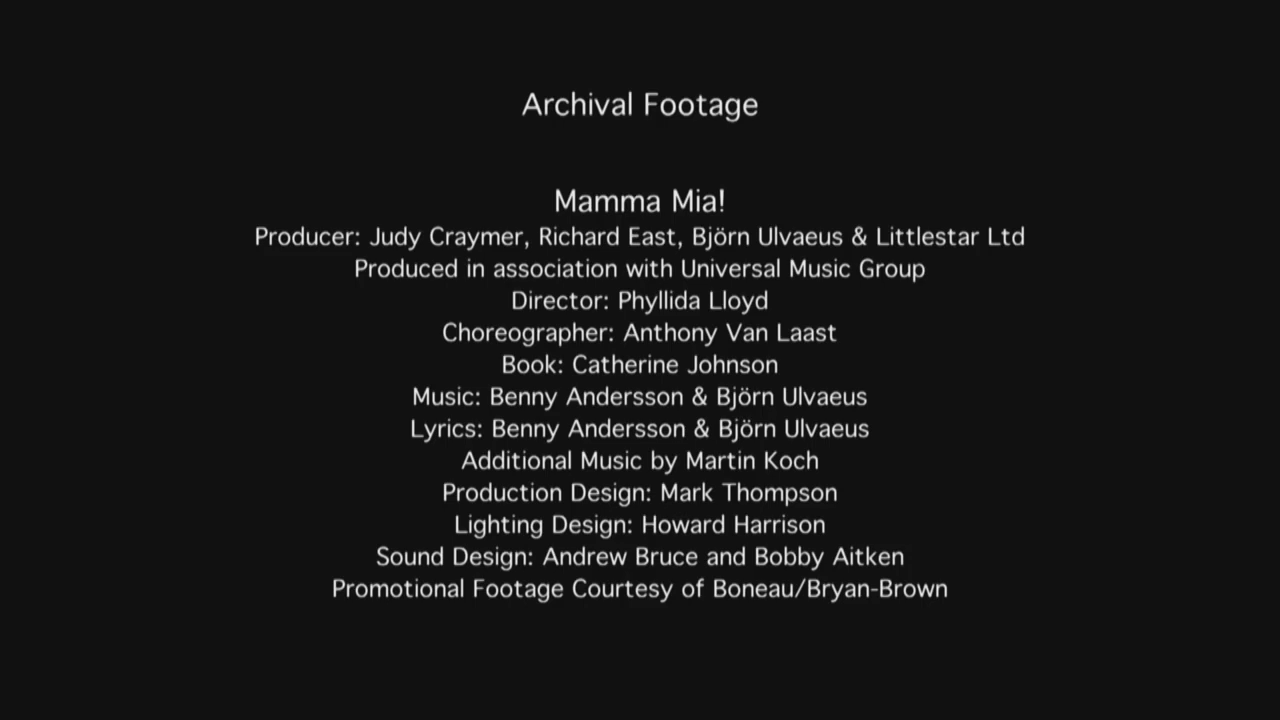 Archival Footage
Mamma Mia!
Producer: Judy Craymer, Richard East, Björn Ulvaeus & Littlestar Ltd
Produced in association with Universal Music Group
Director: Phyllida Lloyd
Choreographer: Anthony Van Laast
Book: Catherine Johnson
Music: Benny Andersson & Björn Ulvaeus
Lyrics: Benny Andersson & Björn Ulvaeus
Additional Music by Martin Koch
Production Design: Mark Thompson
Lighting Design: Howard Harrison
Sound Design: Andrew Bruce and Bobby Aitken
Promotional Footage Courtesy of Boneau/Bryan-Brown